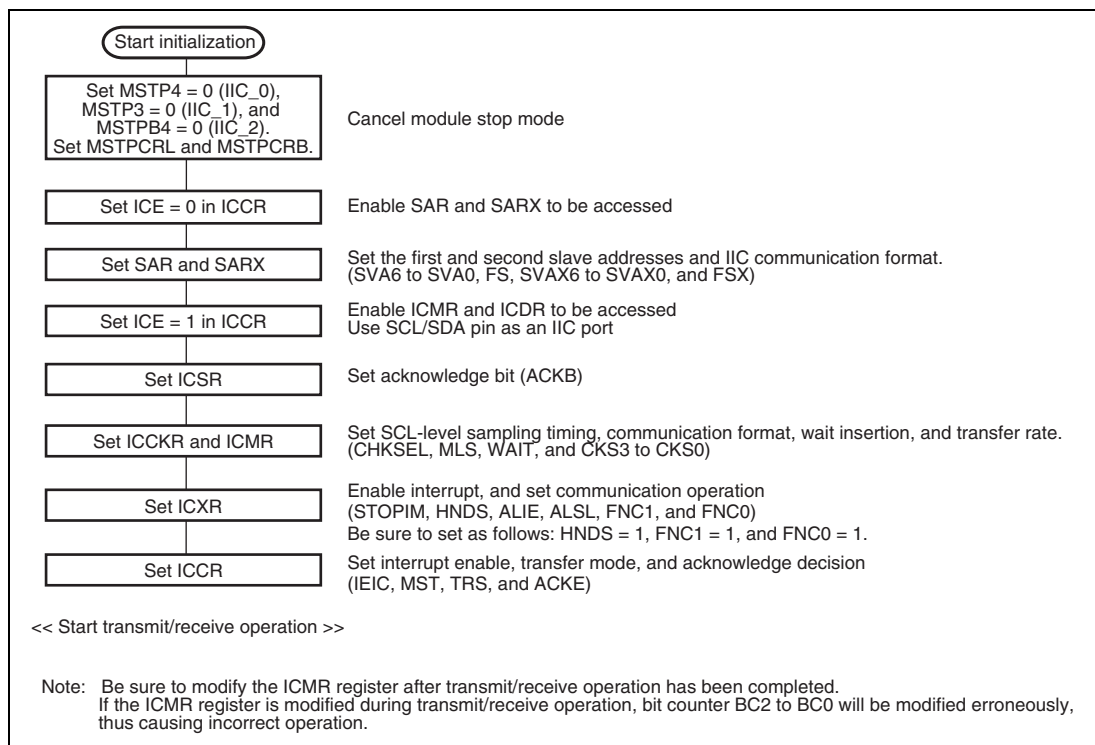 Start initialization
Set MSTP4 = 0 (IIC_0),
MSTP3 = 0 (IIC_1), and
MSTPB4 = 0 (IIC_2).
Set MSTPCRL and MSTPCRB.
Cancel module stop mode
Set ICE = 0 in ICCR
Enable SAR and SARX to be accessed
Set SAR and SARX
Set the first and second slave addresses and IIC communication format.
(SVA6 to SVA0, FS, SVAX6 to SVAX0, and FSX)
Set ICE = 1 in ICCR
Enable ICMR and ICDR to be accessed
Use SCL/SDA pin as an IIC port
Set ICSR
Set acknowledge bit (ACKB)
Set ICCKR and ICMR
Set SCL-level sampling timing, communication format, wait insertion, and transfer rate.
(CHKSEL, MLS, WAIT, and CKS3 to CKS0)
Set ICXR
Enable interrupt, and set communication operation
(STOPIM, HNDS, ALIE, ALSL, FNC1, and FNC0)
Be sure to set as follows: HNDS = 1, FNC1 = 1, and FNC0 = 1.
Set ICCR
Set interrupt enable, transfer mode, and acknowledge decision
(IEIC, MST, TRS, and ACKE)
<< Start transmit/receive operation >>
Note: Be sure to modify the ICMR register after transmit/receive operation has been completed.
If the ICMR register is modified during transmit/receive operation, bit counter BC2 to BC0 will be modified erroneously,
thus causing incorrect operation.